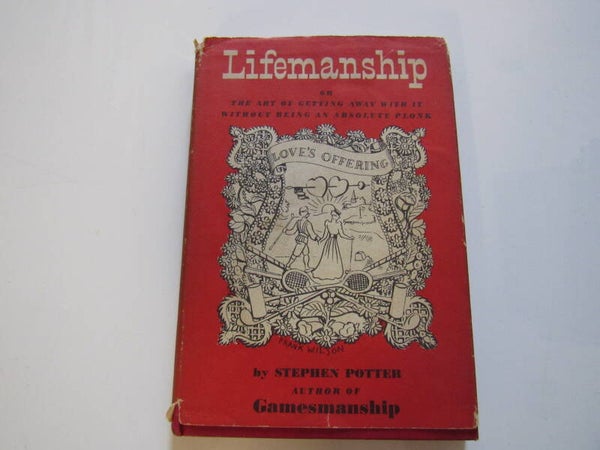 Lifemanship
OR
THE ART OF GETTING AWAY WITH IT
WITHOUT BEING AN ABSOLUTE PLONK
LOVE'S OFFERING
FRANK WILSON
by STEPHEN POTTER
AUTHOR OF
Gamesmanship